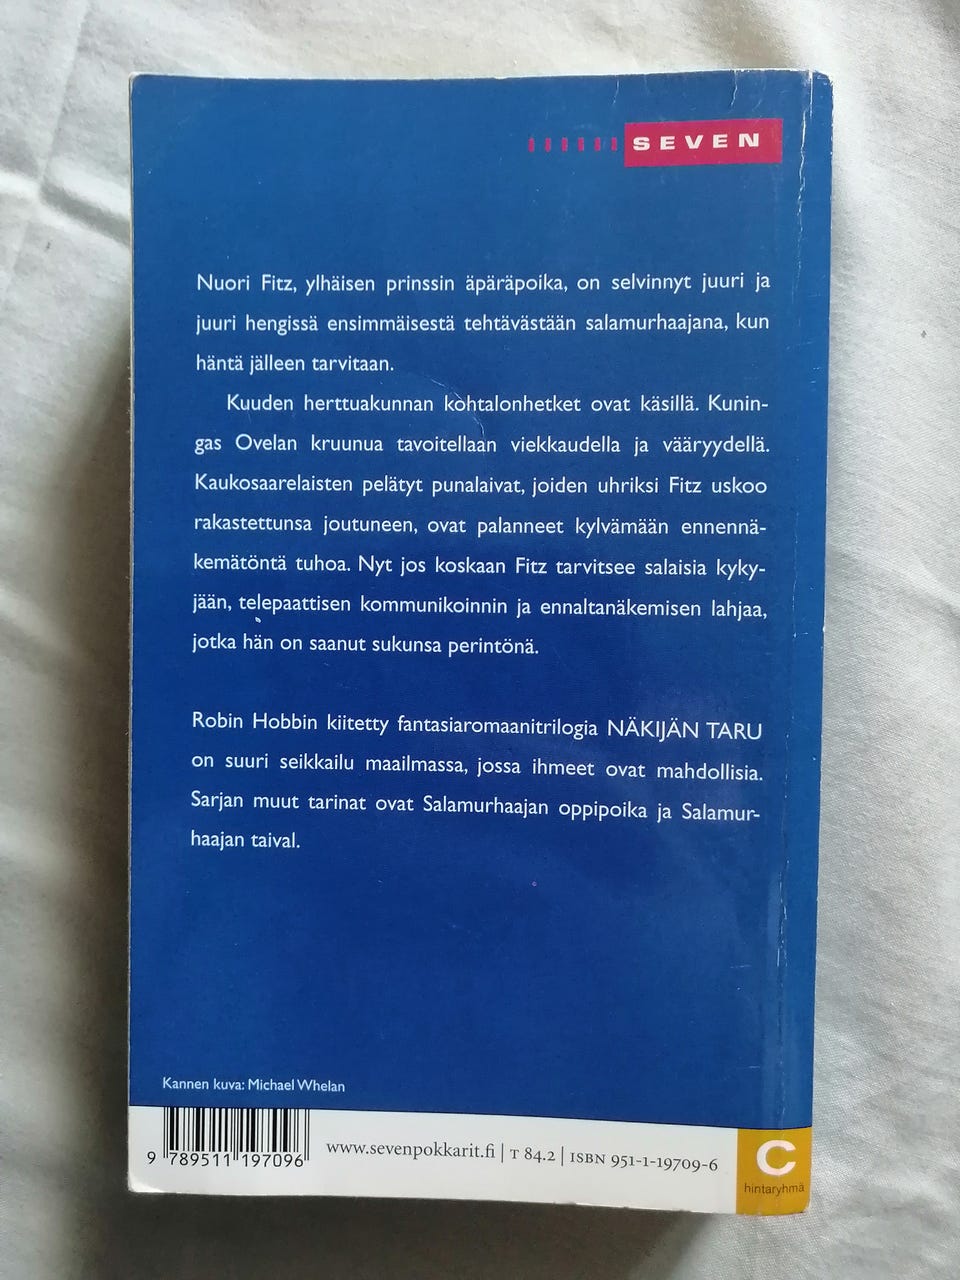 SEVEN
Nuori Fitz, ylhäisen prinssin äpäräpoika, on selvinnyt juuri ja
juuri hengissä ensimmäisestä tehtävästään salamurhaajana, kun
häntä jälleen tarvitaan.
Kuuden herttuakunnan kohtalonhetket ovat käsillä. Kunin-
gas Ovelan kruunua tavoitellaan viekkaudella ja vääryydellä.
Kaukosaarelaisten pelätyt punalaivat, joiden uhriksi Fitz uskoo
rakastettunsa joutuneen, ovat palanneet kylvämään ennennä-
kemätöntä tuhoa. Nyt jos koskaan Fitz tarvitsee salaisia kyky-
jään, telepaattisen kommunikoinnin ja ennaltanäkemisen lahjaa,
jotka hän on saanut sukunsa perintönä.
Robin Hobbin kiitetty fantasiaromaanitrilogia NÄKIJÄN TARU
on suuri seikkailu maailmassa, jossa ihmeet ovat mahdollisia.
Sarjan muut tarinat ovat Salamurhaajan oppipoika ja Salamur-
haajan taival.
Kannen kuva: Michael Whelan
9 789511 197096
www.sevenpokkarit.fi | T 84.2 | ISBN 951-1-19709-6
C
hintaryhmä